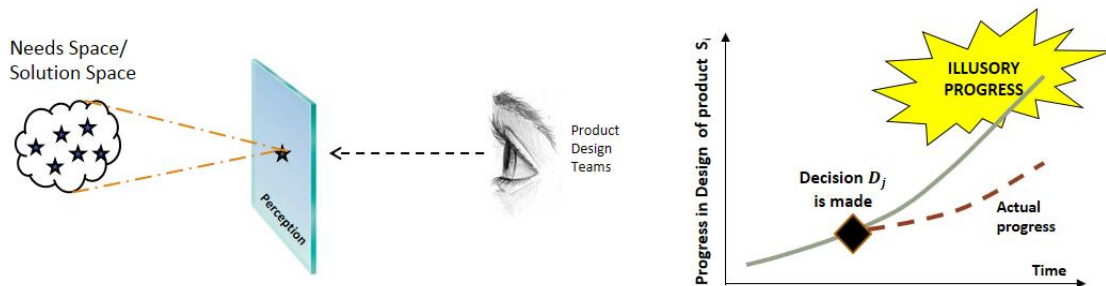 Needs Space/
Solution Space
Perception
Product
Design
Teams
Progress in Design of product Sᵢ
ILLUSORY
PROGRESS
Decision Dⱼ
is made
Actual
progress
Time